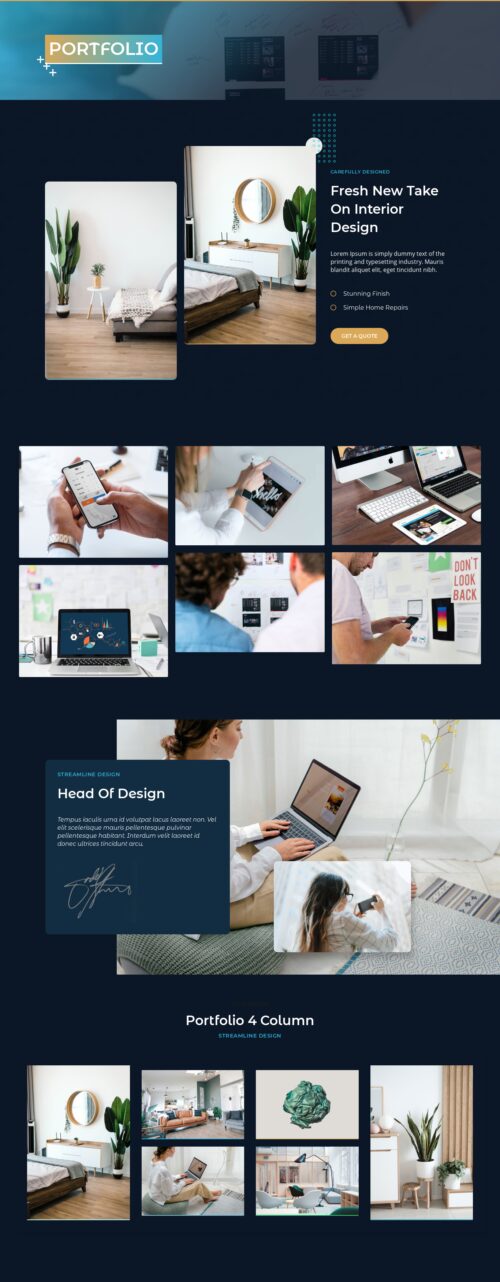 PORTFOLIO
CAREFULLY DESIGNED
Fresh New Take
On Interior
Design
Lorem Ipsum is simply dummy text of the
printing and typesetting industry. Mauris
blandit aliquet elit, eget tincidunt nibh.
Stunning Finish
Simple Home Repairs
GET A QUOTE
hello
DON'T
LOOK
BACK
STREAMLINE DESIGN
Head Of Design
Tempus iaculis urna id volutpat lacus laoreet non. Vel
elit scelerisque mauris pellentesque pulvinar
pellentesque habitant. Interdum velit laoreet id
donec ultrices tincidunt arcu.
Portfolio 4 Column
STREAMLINE DESIGN